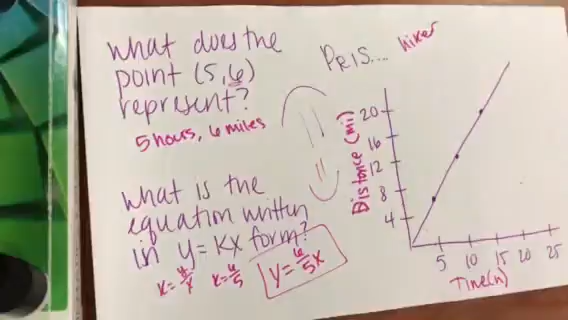 What does the
point (5,6)
represent?
5 hours, 6 miles
What is the
equation written
in y=kx form?
k=y/x k=6/5 y=6/5x
PRIS... hiker
Distance (mi)
20
16
12
8
4
5 10 15 20 25
Time(h)